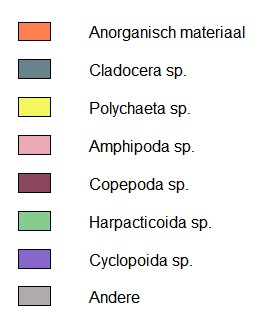 Anorganisch materiaal
Cladocera sp.
Polychaeta sp.
Amphipoda sp.
Copepoda sp.
Harpacticoida sp.
Cyclopoida sp.
Andere